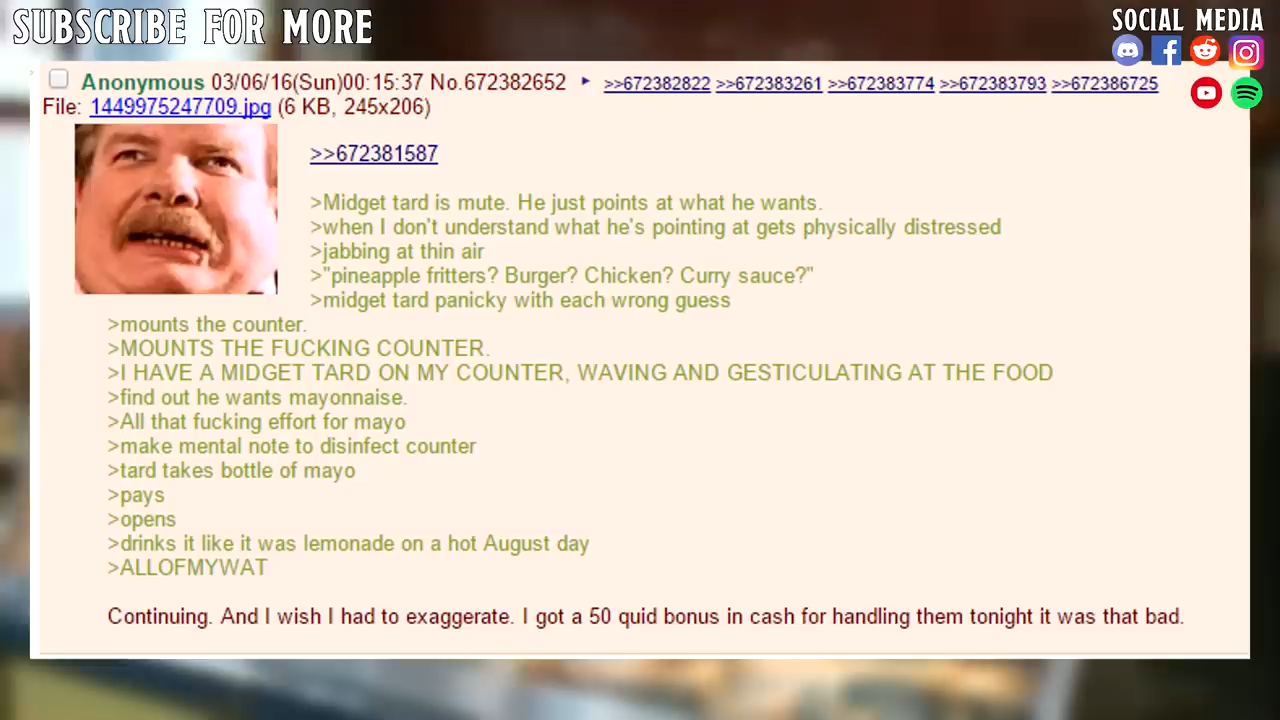 SUBSCRIBE FOR MORE
SOCIAL MEDIA
Anonymous 03/06/16(Sun)00:15:37 No.672382652 ▸ >>672382822 >>672383261 >>672383774 >>672383793 >>672386725
File: 1449975247709.jpg (6 KB, 245x206)
>>672381587
>Midget tard is mute. He just points at what he wants.
>when I don't understand what he's pointing at gets physically distressed
>jabbing at thin air
>"pineapple fritters? Burger? Chicken? Curry sauce?"
>midget tard panicky with each wrong guess
>mounts the counter.
>MOUNTS THE FUCKING COUNTER.
>I HAVE A MIDGET TARD ON MY COUNTER, WAVING AND GESTICULATING AT THE FOOD
>find out he wants mayonnaise.
>All that fucking effort for mayo
>make mental note to disinfect counter
>tard takes bottle of mayo
>pays
>opens
>drinks it like it was lemonade on a hot August day
>ALLOFMYWAT
Continuing. And I wish I had to exaggerate. I got a 50 quid bonus in cash for handling them tonight it was that bad.